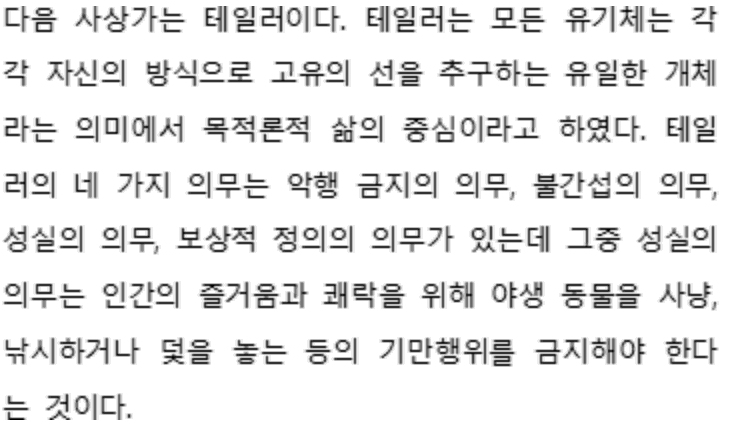 다음 사상가는 테일러이다. 테일러는 모든 유기체는 각
각 자신의 방식으로 고유의 선을 추구하는 유일한 개체
라는 의미에서 목적론적 삶의 중심이라고 하였다. 테일
러의 네 가지 의무는 악행 금지의 의무, 불간섭의 의무,
성실의 의무, 보상적 정의의 의무가 있는데 그중 성실의
의무는 인간의 즐거움과 쾌락을 위해 야생 동물을 사냥,
낚시하거나 덫을 놓는 등의 기만행위를 금지해야 한다
는 것이다.